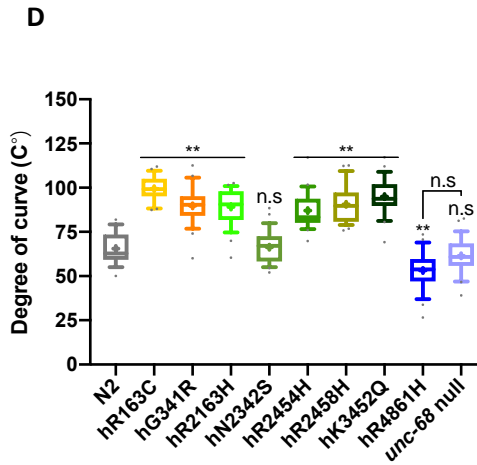 D
Degree of curve (C°)
150
125
100
75
50
25
0
**
n.s
**
n.s
**
n.s
N2
hR163C
hG341R
hR2163H
hN2342S
hR2454H
hR2458H
hK3452Q
hR4861H
unc-68 null